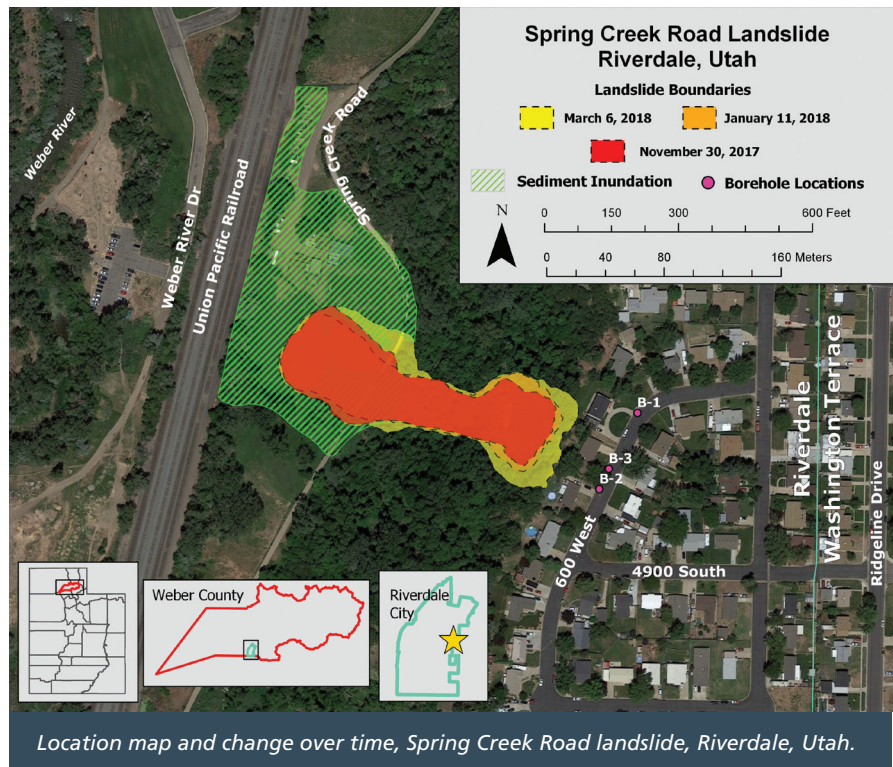 Spring Creek Road Landslide
Riverdale, Utah
Landslide Boundaries
March 6, 2018
January 11, 2018
November 30, 2017
Sediment Inundation
Borehole Locations
N
0 150 300 600 Feet
0 40 80 160 Meters
Weber River
Weber River Dr
Union Pacific Railroad
Spring Creek Road
B-1
B-3
B-2
600 West
4900 South
Riverdale
Washington Terrace
Ridgeline Drive
Weber County
Riverdale
City
Location map and change over time, Spring Creek Road landslide, Riverdale, Utah.